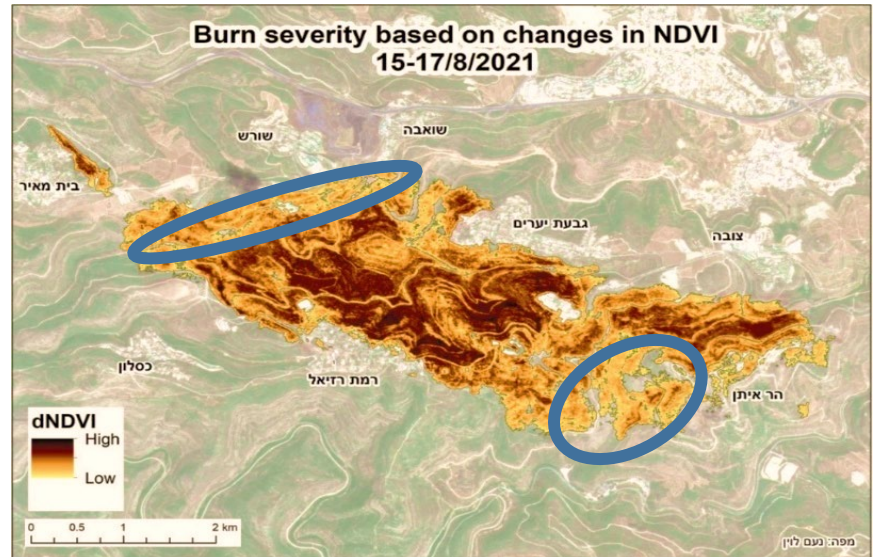 Burn severity based on changes in NDVI
15-17/8/2021
שורש
שואבה
בית מאיר
גבעת יערים
צובה
כסלון
רמת רזיאל
הר איתן
dNDVI
High
Low
0 0.5 1 2 km
מפה: נעם לוין